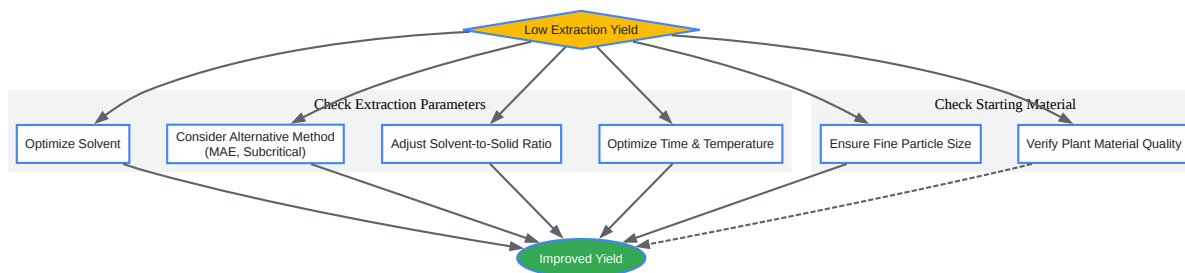 Low Extraction Yield
Check Extraction Parameters
Check Starting Material
Optimize Solvent
Consider Alternative Method
(MAE, Subcritical)
Adjust Solvent-to-Solid Ratio
Optimize Time & Temperature
Ensure Fine Particle Size
Verify Plant Material Quality
Improved Yield